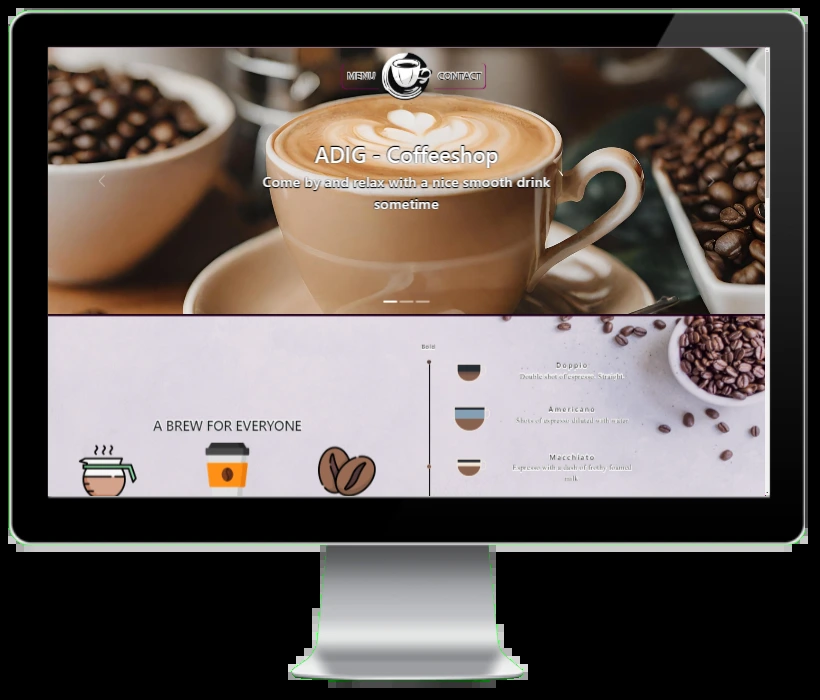 MENU
CONTACT
ADIG - Coffeeshop
Come by and relax with a nice smooth drink
sometime
Bold
Doppio
Double shot of espresso. Straight.
A BREW FOR EVERYONE
Americano
Shots of espresso diluted with water
Macchiato
Espresso with a dash of frothy, foamed
milk